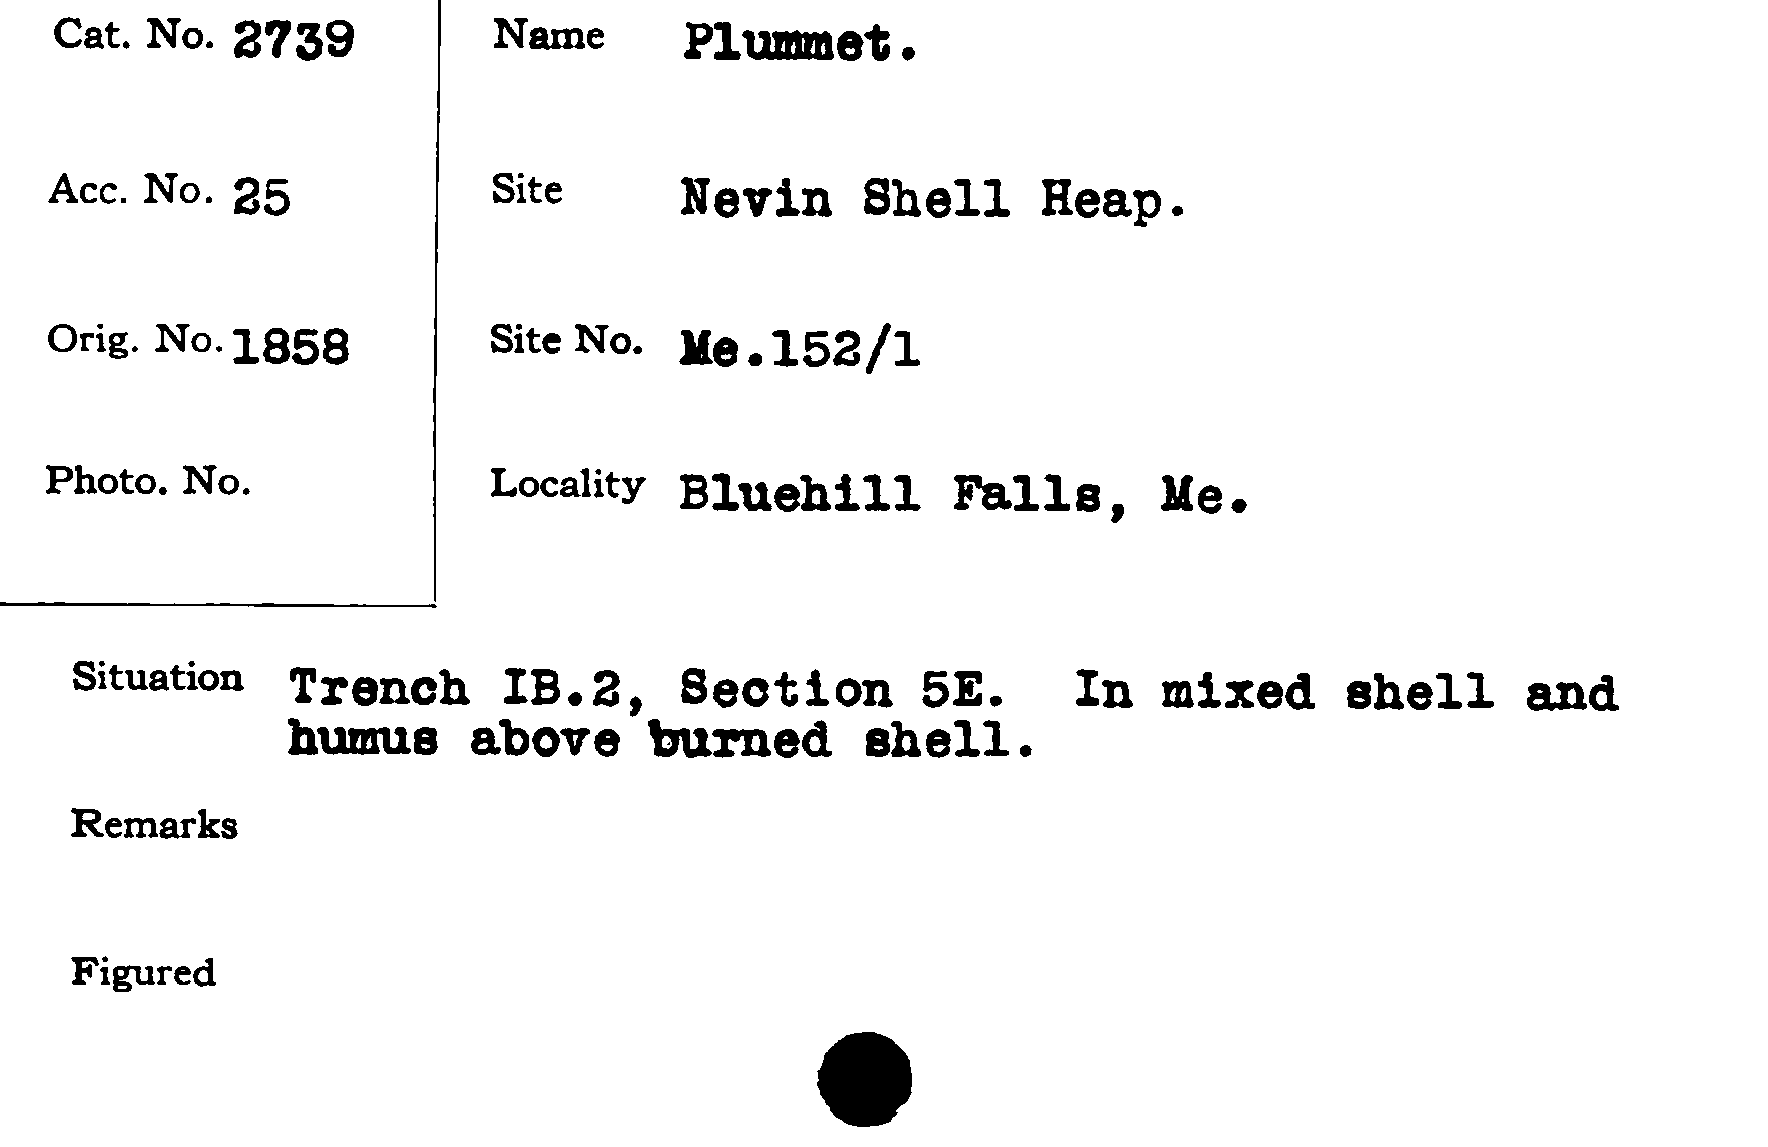 Cat. No. 2739
Name Plummet.
Acc. No. 25
Site Nevin Shell Heap.
Orig. No. 1858
Site No. Me.152/1
Photo. No.
Locality Bluehill Falls, Me.
Situation Trench IB.2, Section 5E. In mixed shell and
humus above burned shell.
Remarks
Figured